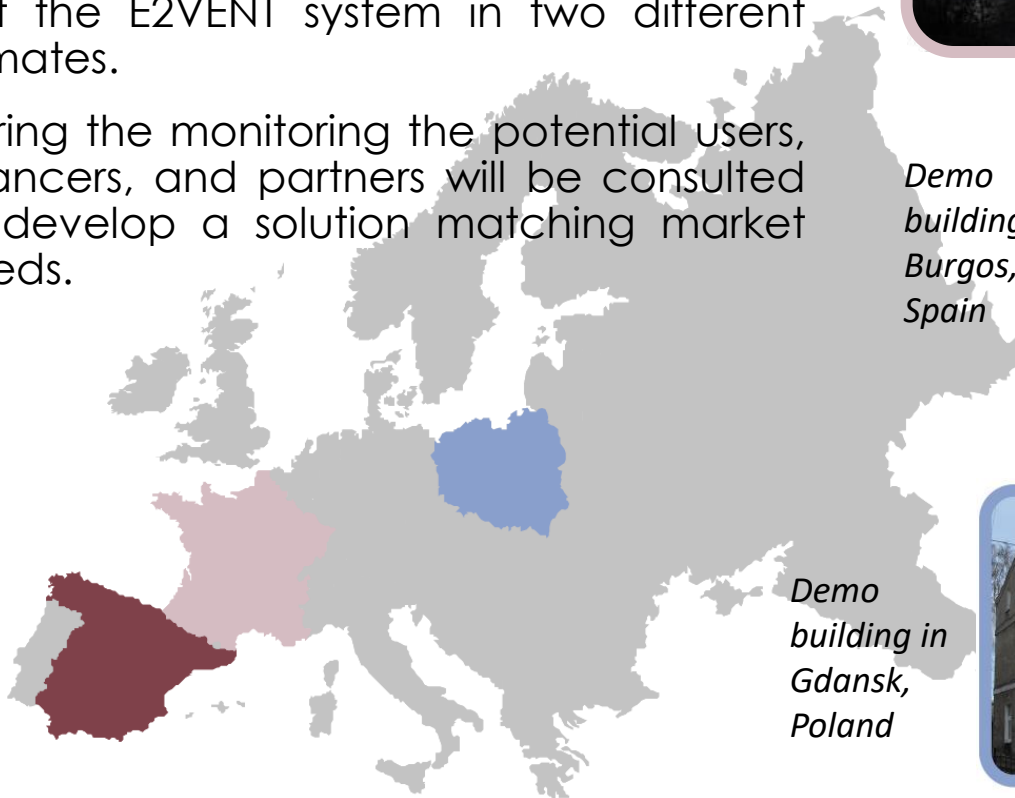 the E2VENT system in two different
mates.
ring the monitoring the potential users,
ancers, and partners will be consulted
develop a solution matching market
eds.
Demo
building
Burgos,
Spain
Demo
building in
Gdansk,
Poland